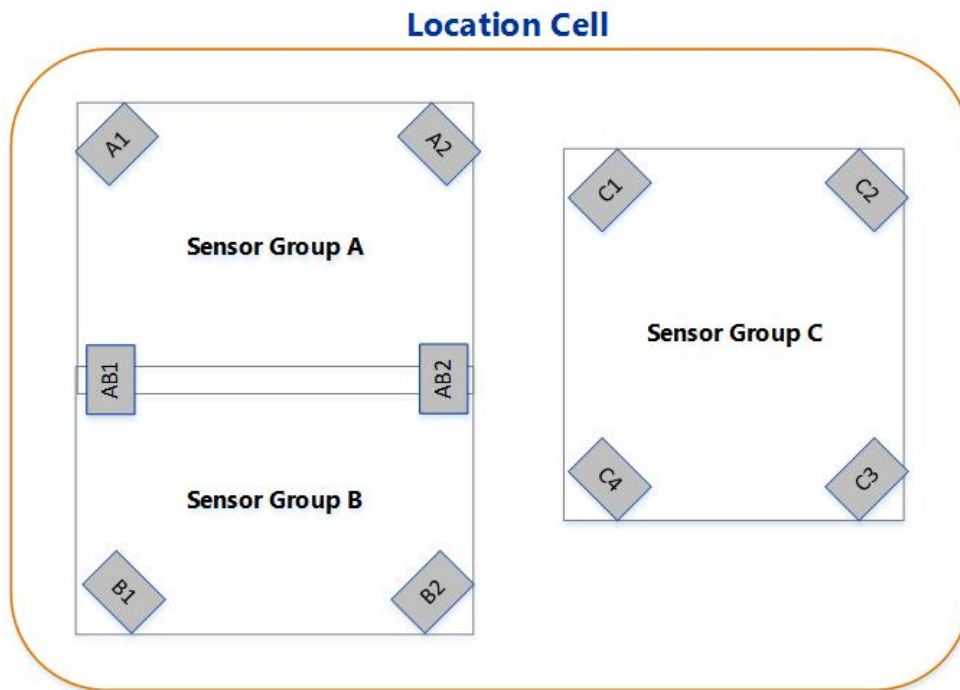 Location Cell
A1
A2
Sensor Group A
AB1
AB2
Sensor Group B
B1
B2
C1
C2
Sensor Group C
C4
C3